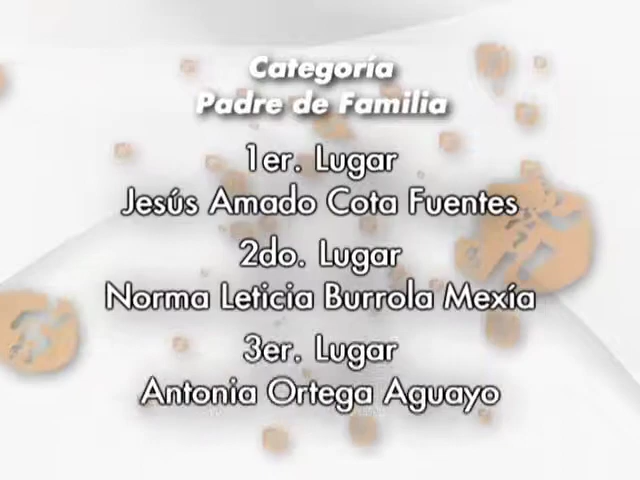 Categoría
Padre de Familia
1er. Lugar
Jesús Amado Cota Fuentes
2do. Lugar
Norma Leticia Burrola Mexía
3er. Lugar
Antonia Ortega Aguayo